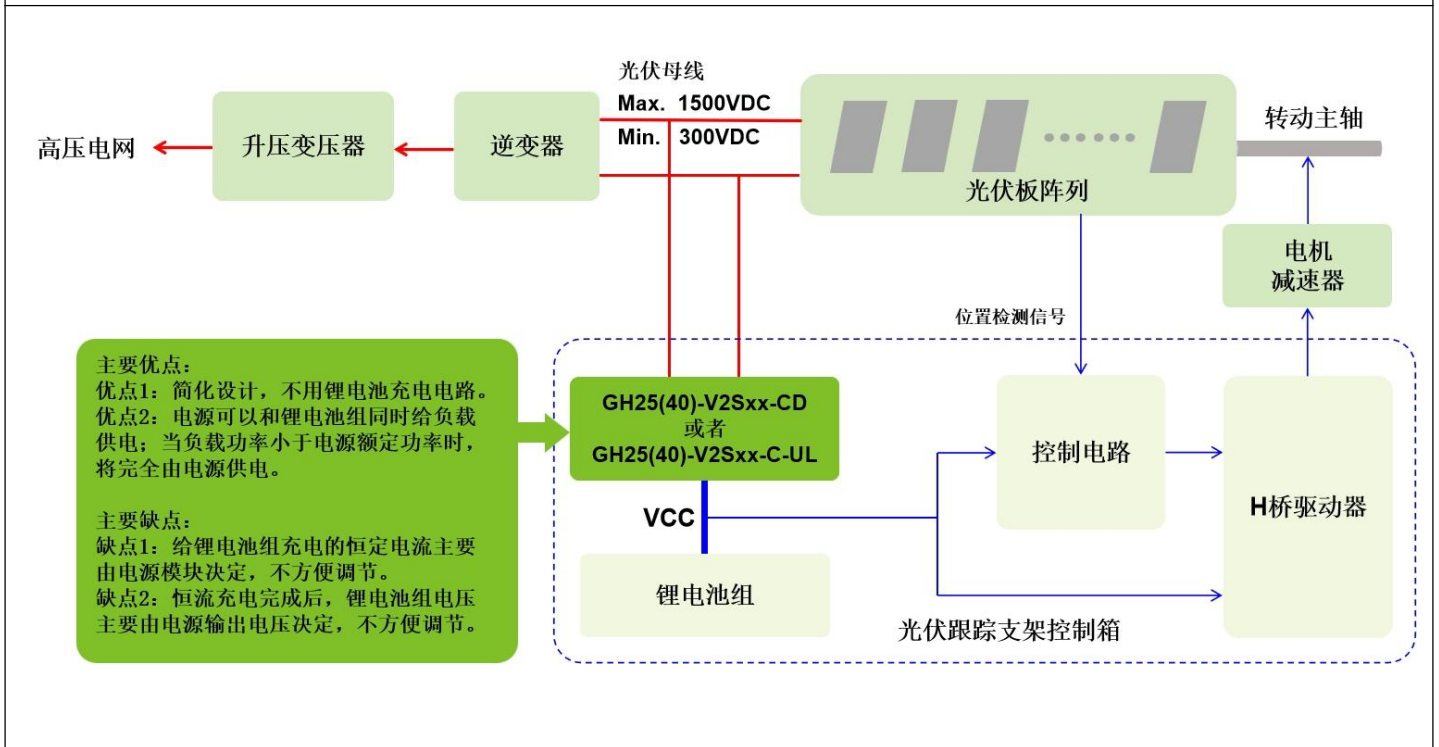 光伏母线
Max. 1500VDC
Min. 300VDC
高压电网
升压变压器
逆变器
光伏板阵列
转动主轴
电机
减速器
位置检测信号
主要优点：
优点1：简化设计，不用锂电池充电电路。
优点2：电源可以和锂电池组同时给负载
供电；当负载功率小于电源额定功率时，
将完全由电源供电。
主要缺点：
缺点1：给锂电池组充电的恒定电流主要
由电源模块决定，不方便调节。
缺点2：恒流充电完成后，锂电池组电压
主要由电源输出电压决定，不方便调节。
GH25(40)-V2Sxx-CD
或者
GH25(40)-V2Sxx-C-UL
VCC
锂电池组
控制电路
H桥驱动器
光伏跟踪支架控制箱